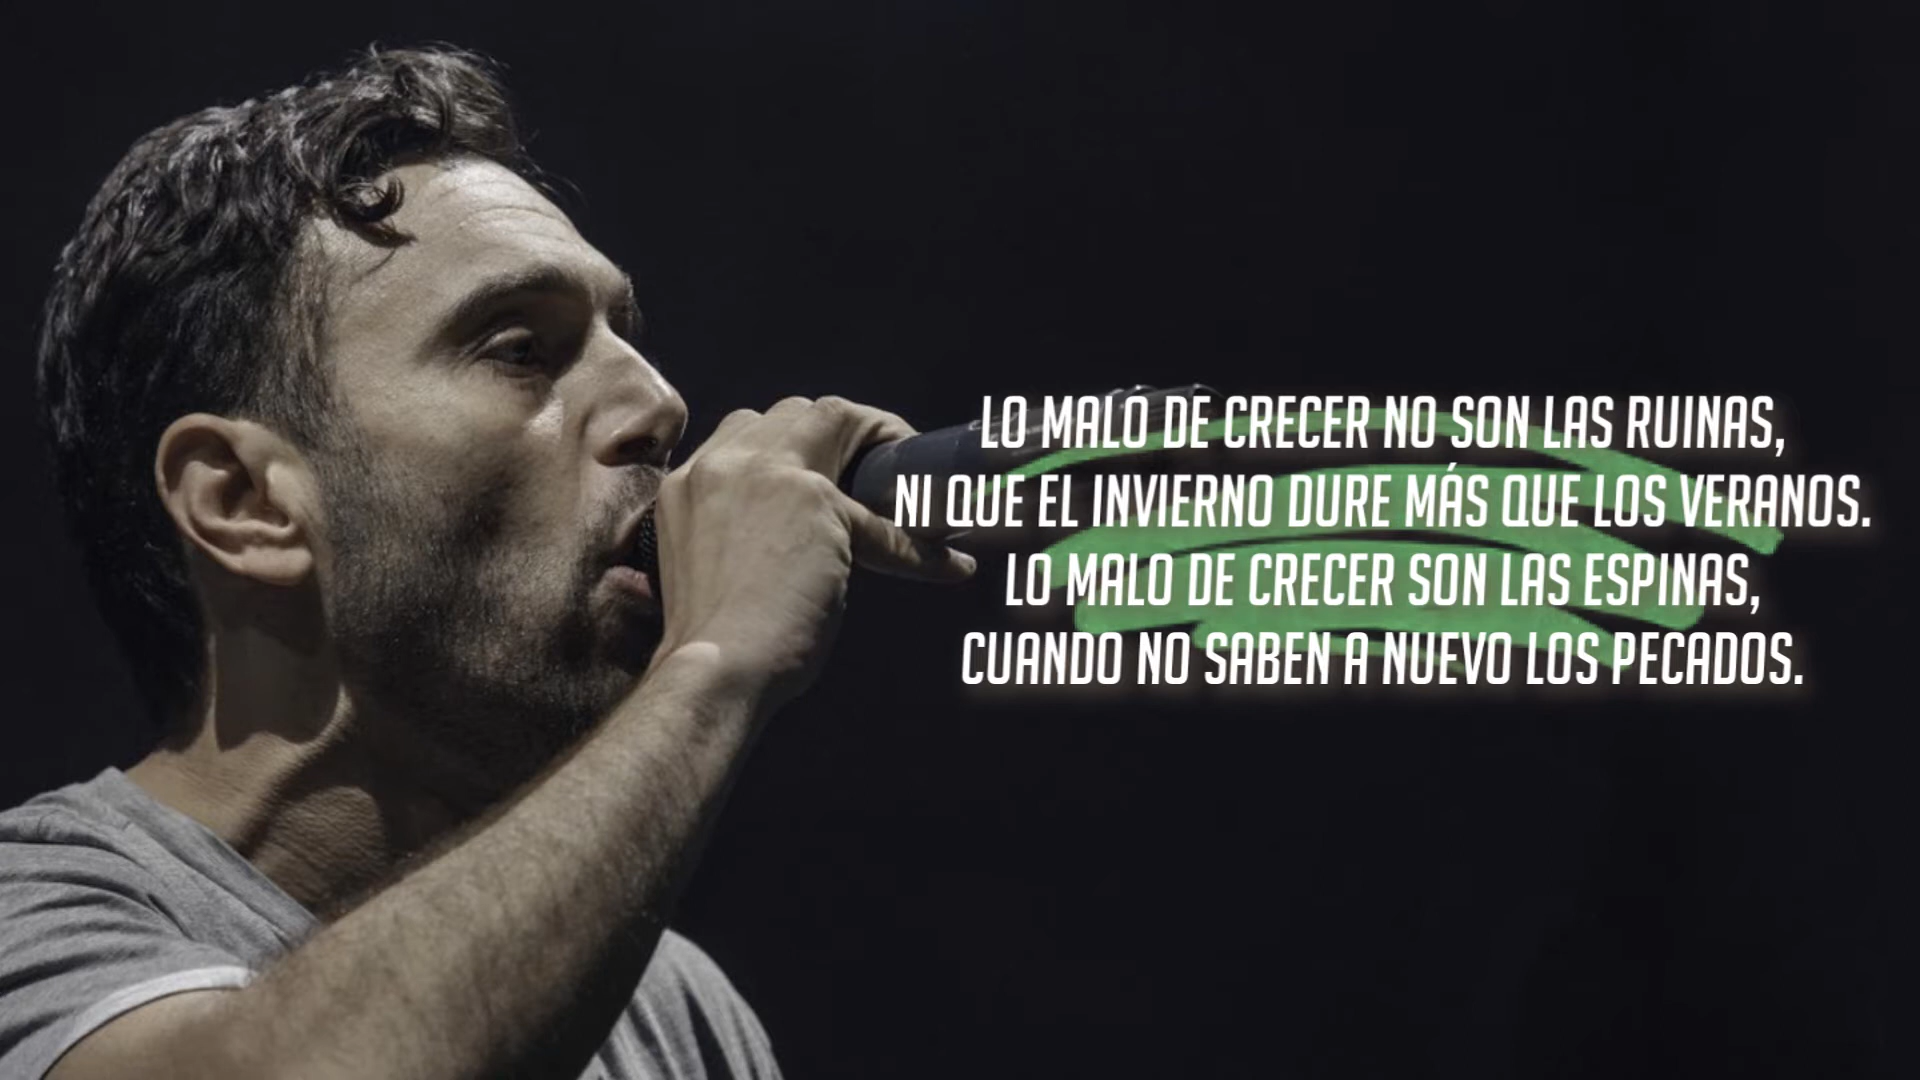 LO MALO DE CRECER NO SON LAS RUINAS,
NI QUE EL INVIERNO DURE MÁS QUE LOS VERANOS.
LO MALO DE CRECER SON LAS ESPINAS,
CUANDO NO SABEN A NUEVO LOS PECADOS.